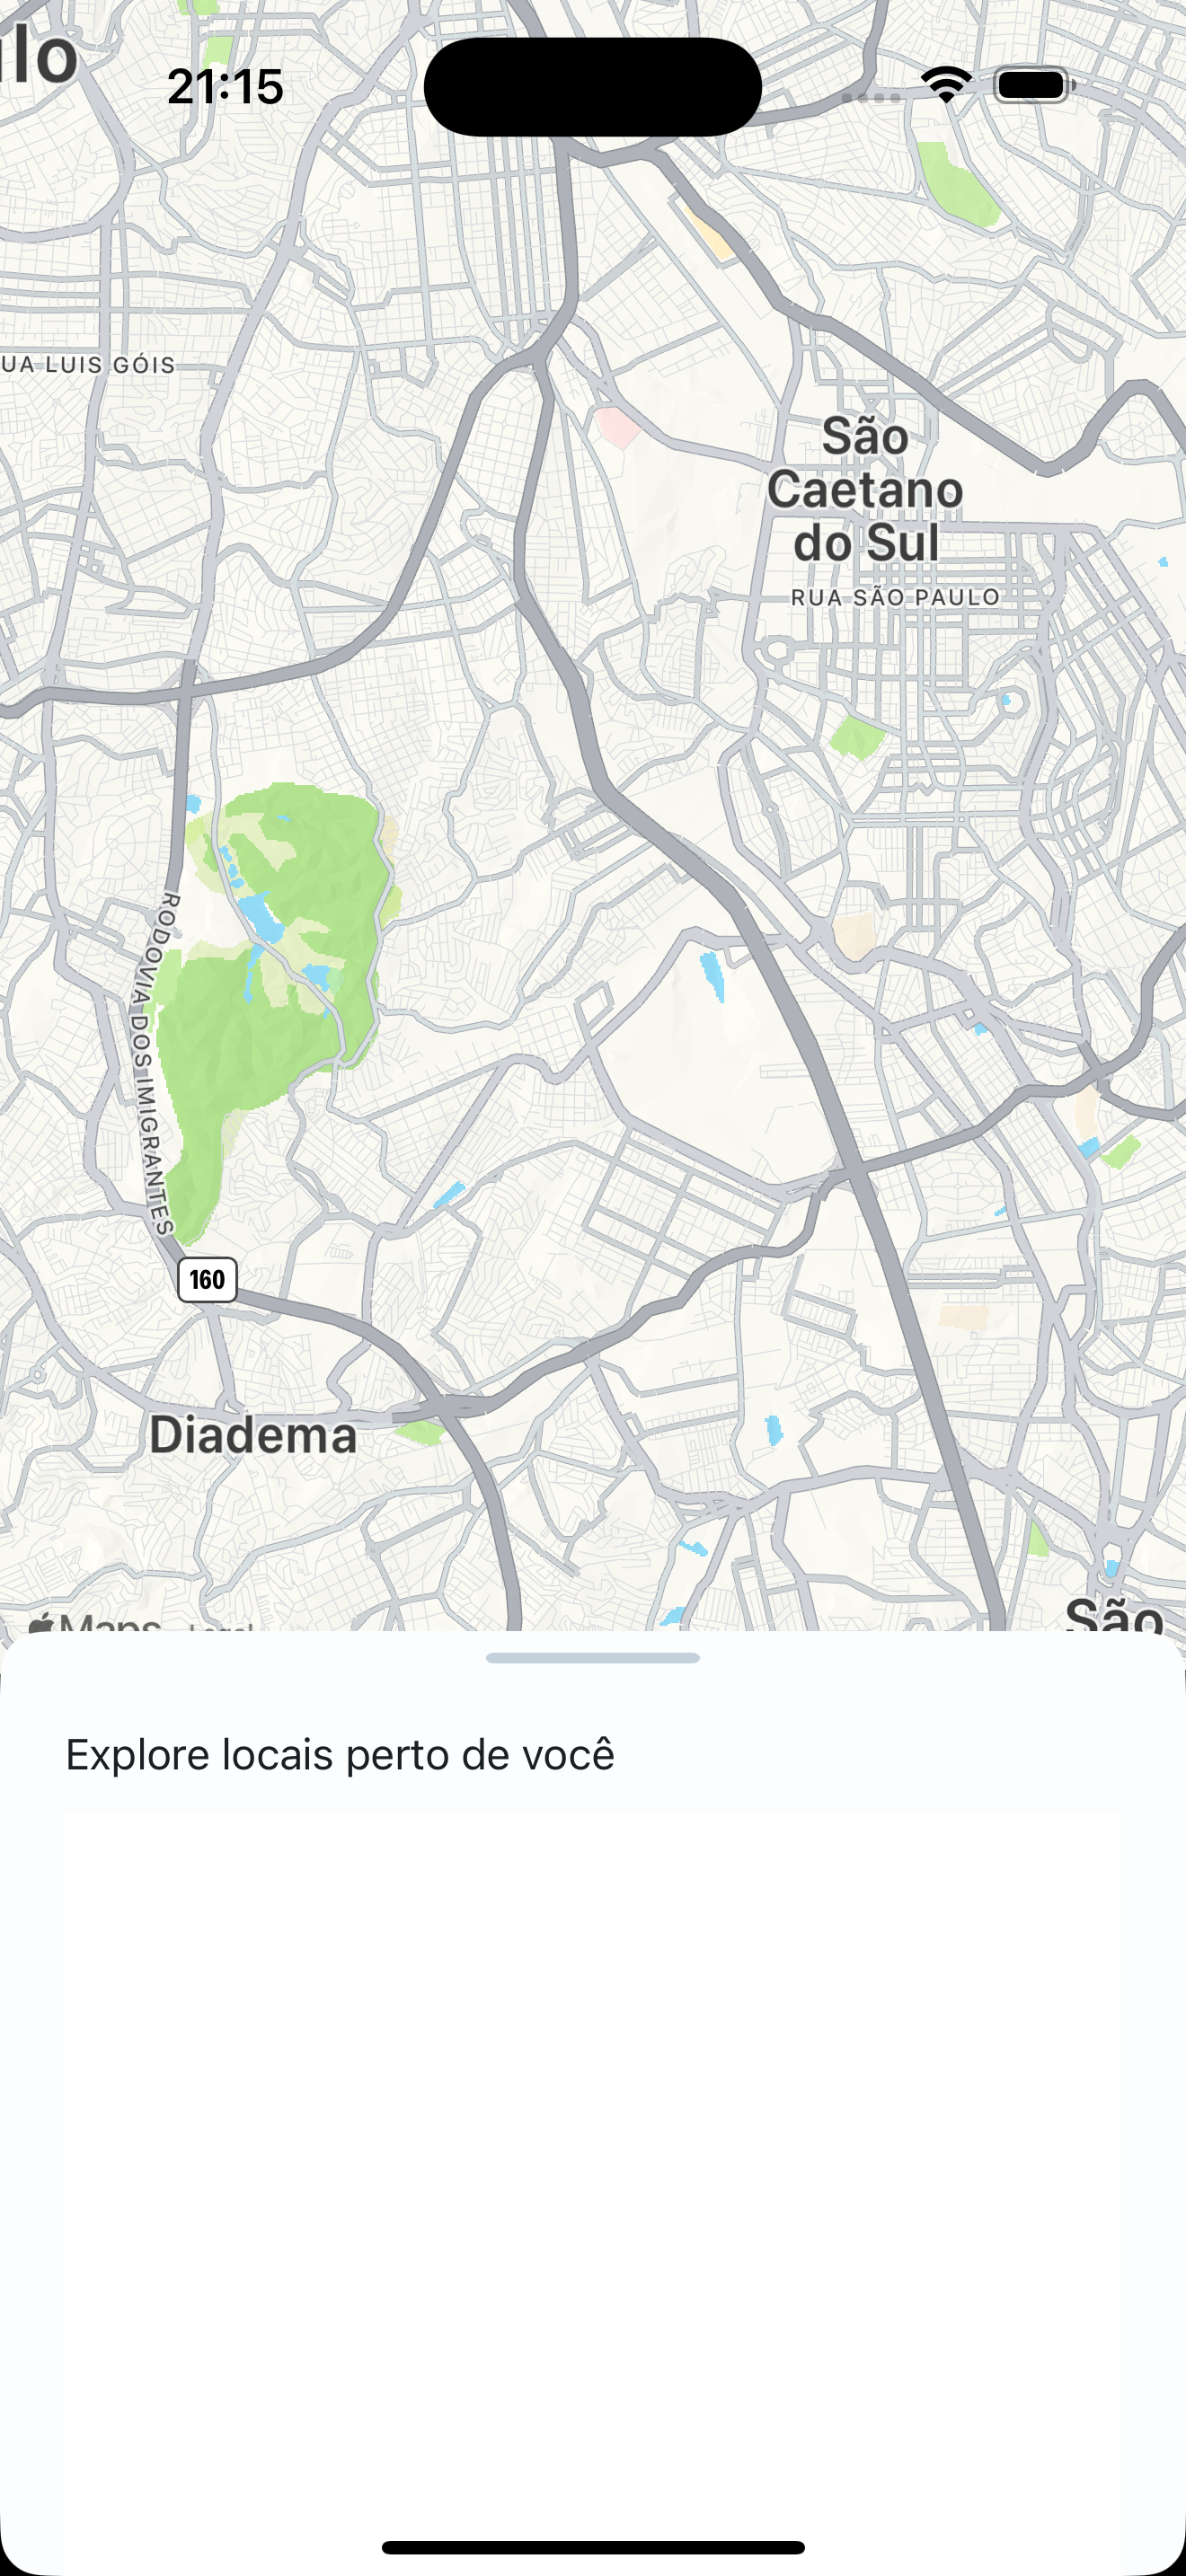 lo
21:15
UA LUIS GÓIS
São
Caetano
do Sul
RUA SÃO PAULO
RODOVIA DOS IMIGRANTES
160
Diadema
São
Maps Legal
Explore locais perto de você